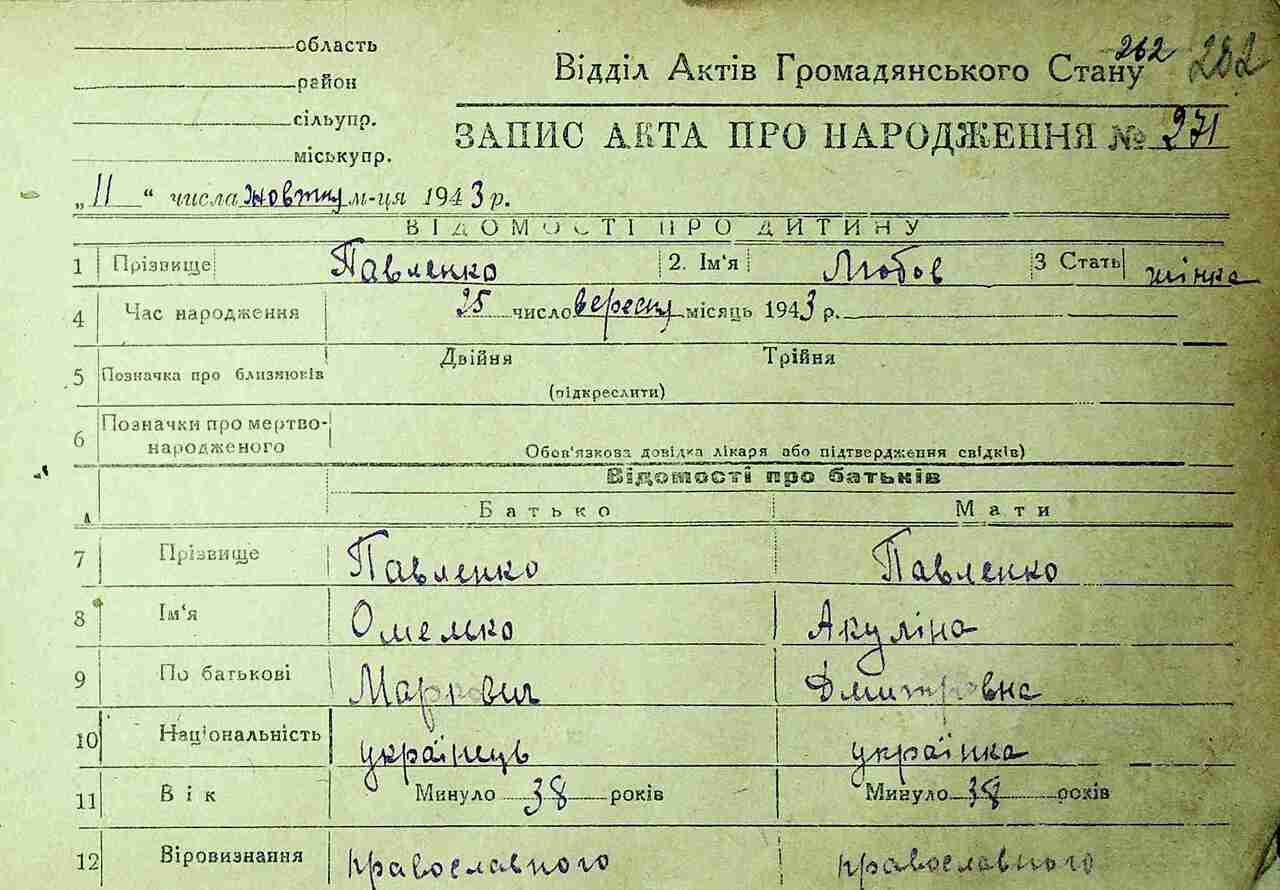 область
район
сільупр.
міськупр.
Відділ Актів Громадянського Стану 262 282
ЗАПИС АКТА ПРО НАРОДЖЕННЯ № 271
„11“ числа жовтня м-ця 1943 р.
ВІДОМОСТІ ПРО ДИТИНУ
1 Прізвище Павленко 2. Ім'я Любов 3 Стать жінка
4 Час народження 25 число вересня місяць 1943 р.
5 Позначка про близнюків Двійня Трійня
(підкреслити)
6 Позначки про мертво-
народженого
Обов'язкова довідка лікаря або підтвердження свідків)
Відомості про батьків
Батько Мати
7 Прізвище Павленко Павленко
8 Ім'я Омелько Акуліна
9 По батькові Маркович Дмитровна
10 Національність українець українка
11 Вік Минуло 38 років Минуло 38 років
12 Віровизнання православного православного